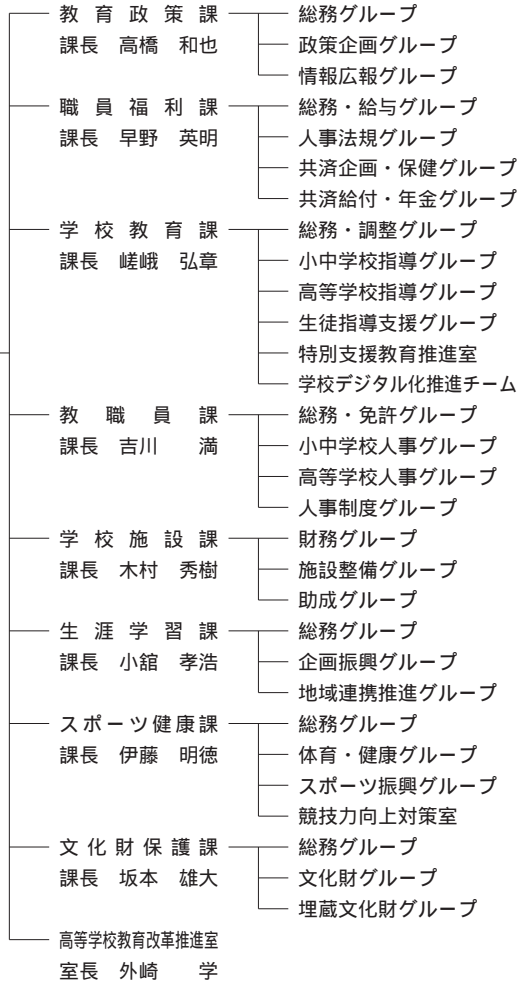 教育政策課 総務グループ
課長 高橋 和也 政策企画グループ
情報広報グループ
職員福利課 総務・給与グループ
課長 早野 英明 人事法規グループ
共済企画・保健グループ
共済給付・年金グループ
学校教育課 総務・調整グループ
課長 嵯峨 弘章 小中学校指導グループ
高等学校指導グループ
生徒指導支援グループ
特別支援教育推進室
学校デジタル化推進チーム
教職員課 総務・免許グループ
課長 吉川 満 小中学校人事グループ
高等学校人事グループ
人事制度グループ
学校施設課 財務グループ
課長 木村 秀樹 施設整備グループ
助成グループ
生涯学習課 総務グループ
課長 小舘 孝浩 企画振興グループ
地域連携推進グループ
スポーツ健康課 総務グループ
課長 伊藤 明徳 体育・健康グループ
スポーツ振興グループ
競技力向上対策室
文化財保護課 総務グループ
課長 坂本 雄大 文化財グループ
埋蔵文化財グループ
高等学校教育改革推進室
室長 外崎 学